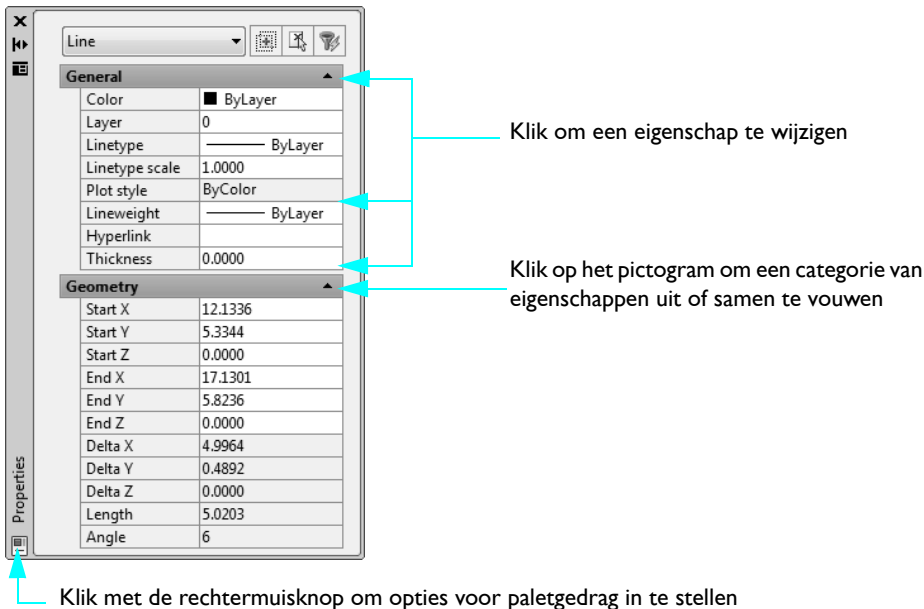 Line
General
Color ByLayer
Layer 0
Linetype ByLayer
Linetype scale 1.0000
Plot style ByColor
Lineweight ByLayer
Hyperlink
Thickness 0.0000
Geometry
Start X 12.1336
Start Y 5.3344
Start Z 0.0000
End X 17.1301
End Y 5.8236
End Z 0.0000
Delta X 4.9964
Delta Y 0.4892
Delta Z 0.0000
Length 5.0203
Angle 6
Properties
Klik om een eigenschap te wijzigen
Klik op het pictogram om een categorie van
eigenschappen uit of samen te vouwen
Klik met de rechtermuisknop om opties voor paletgedrag in te stellen